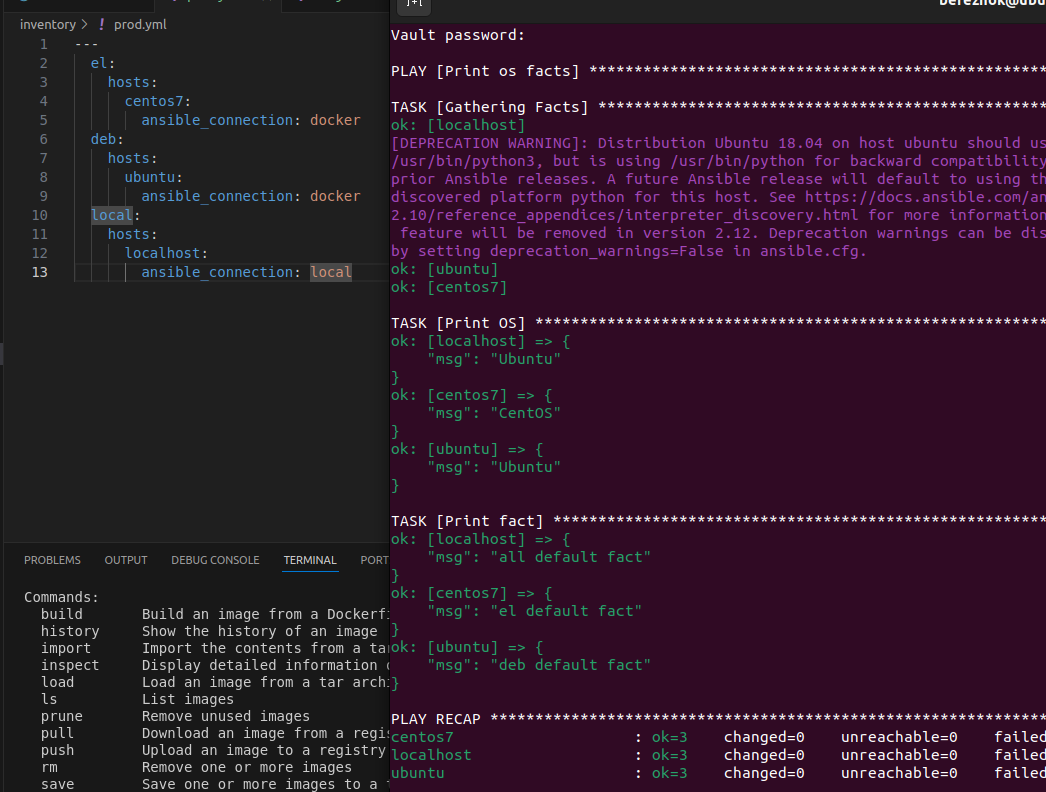 inventory > ! prod.yml
1 ---
2 el:
3 hosts:
4 centos7:
5 ansible_connection: docker
6 deb:
7 hosts:
8 ubuntu:
9 ansible_connection: docker
10 local:
11 hosts:
12 localhost:
13 ansible_connection: local
PROBLEMS OUTPUT DEBUG CONSOLE TERMINAL PORT
Commands:
build Build an image from a Dockerfi
history Show the history of an image
import Import the contents from a tar
inspect Display detailed information o
load Load an image from a tar archi
ls List images
prune Remove unused images
pull Download an image from a regis
push Upload an image to a registry
rm Remove one or more images
save Save one or more images to a t
Vault password:
PLAY [Print os facts] ***************************************************
TASK [Gathering Facts] **************************************************
ok: [localhost]
[DEPRECATION WARNING]: Distribution Ubuntu 18.04 on host ubuntu should us
/usr/bin/python3, but is using /usr/bin/python for backward compatibility
prior Ansible releases. A future Ansible release will default to using th
discovered platform python for this host. See https://docs.ansible.com/an
2.10/reference_appendices/interpreter_discovery.html for more information
feature will be removed in version 2.12. Deprecation warnings can be dis
by setting deprecation_warnings=False in ansible.cfg.
ok: [ubuntu]
ok: [centos7]
TASK [Print OS] *********************************************************
ok: [localhost] => {
"msg": "Ubuntu"
}
ok: [centos7] => {
"msg": "CentOS"
}
ok: [ubuntu] => {
"msg": "Ubuntu"
}
TASK [Print fact] *******************************************************
ok: [localhost] => {
"msg": "all default fact"
}
ok: [centos7] => {
"msg": "el default fact"
}
ok: [ubuntu] => {
"msg": "deb default fact"
}
PLAY RECAP **************************************************************
centos7 : ok=3 changed=0 unreachable=0 failed
localhost : ok=3 changed=0 unreachable=0 failed
ubuntu : ok=3 changed=0 unreachable=0 failed